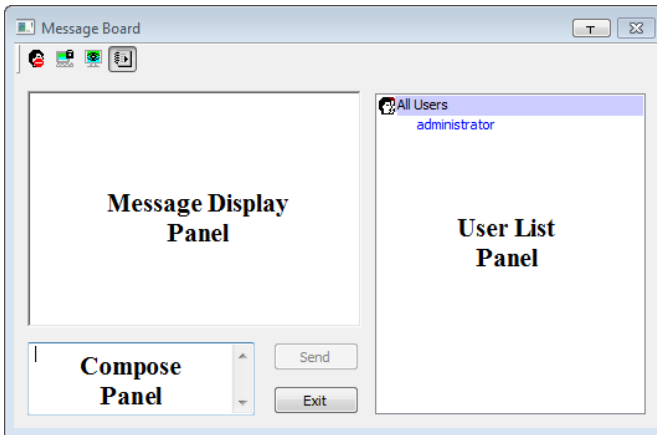 Message Board
T
All Users
administrator
Message Display
Panel
User List
Panel
Compose
Panel
Send
Exit